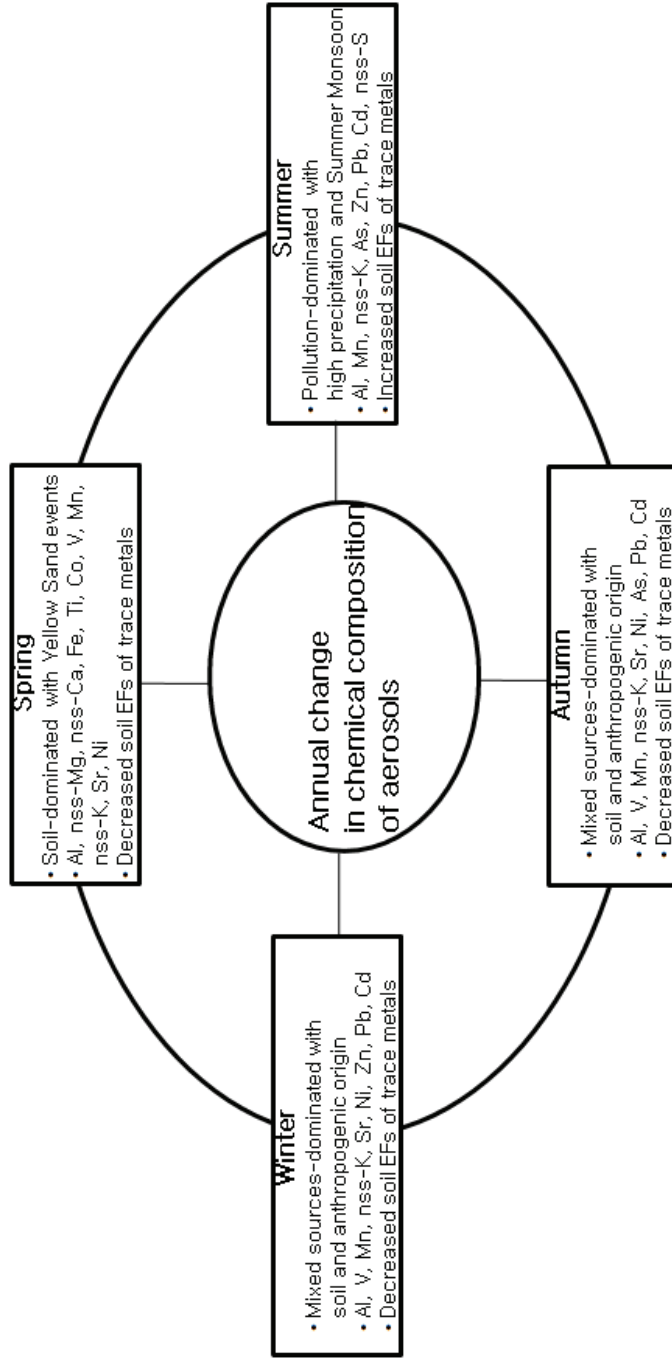 Spring
• Soil-dominated with Yellow Sand events
• Al, nss-Mg, nss-Ca, Fe, Ti, Co, V, Mn,
nss-K, Sr, Ni
• Decreased soil EFs of trace metals
Winter
• Mixed sources-dominated with
soil and anthropogenic origin
• Al, V, Mn, nss-K, Sr, Ni, Zn, Pb, Cd
• Decreased soil EFs of trace metals
Annual change
in chemical composition
of aerosols
Summer
• Pollution-dominated with
high precipitation and Summer Monsoon
• Al, Mn, nss-K, As, Zn, Pb, Cd, nss-S
• Increased soil EFs of trace metals
Autumn
• Mixed sources-dominated with
soil and anthropogenic origin
• Al, V, Mn, nss-K, Sr, Ni, As, Pb, Cd
• Decreased soil EFs of trace metals